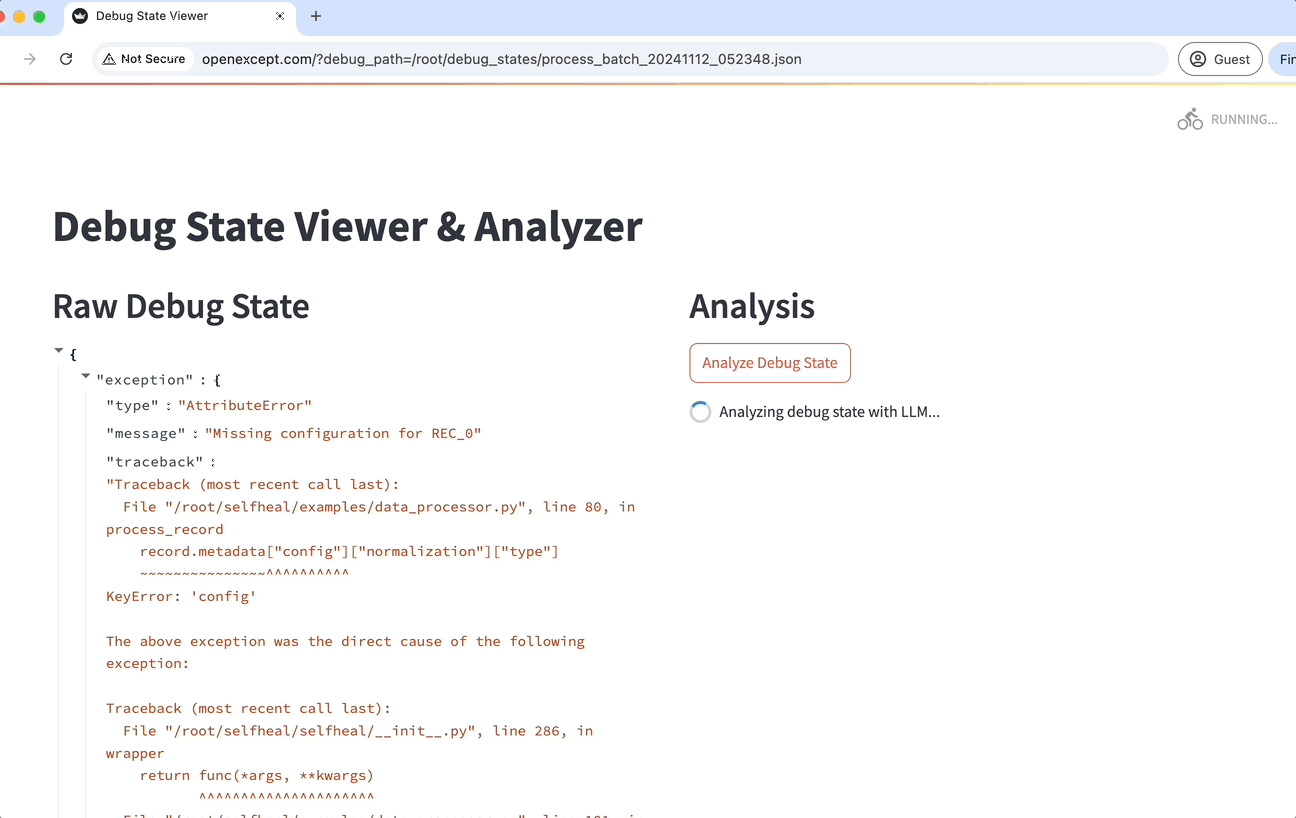 Debug State Viewer
Not Secure
openexcept.com/?debug_path=/root/debug_states/process_batch_20241112_052348.json
Guest
RUNNING...
Debug State Viewer & Analyzer
Raw Debug State
{
"exception" : {
"type" : "AttributeError"
"message" : "Missing configuration for REC_0"
"traceback" :
"Traceback (most recent call last):
File "/root/selfheal/examples/data_processor.py", line 80, in
process_record
record.metadata["config"]["normalization"]["type"]
~~~~~~~~~~~~~~~^^^^^^^^^^
KeyError: 'config'
The above exception was the direct cause of the following
exception:
Traceback (most recent call last):
File "/root/selfheal/selfheal/__init__.py", line 286, in
wrapper
return func(*args, **kwargs)
^^^^^^^^^^^^^^^^^^^^^
Analysis
Analyze Debug State
Analyzing debug state with LLM...